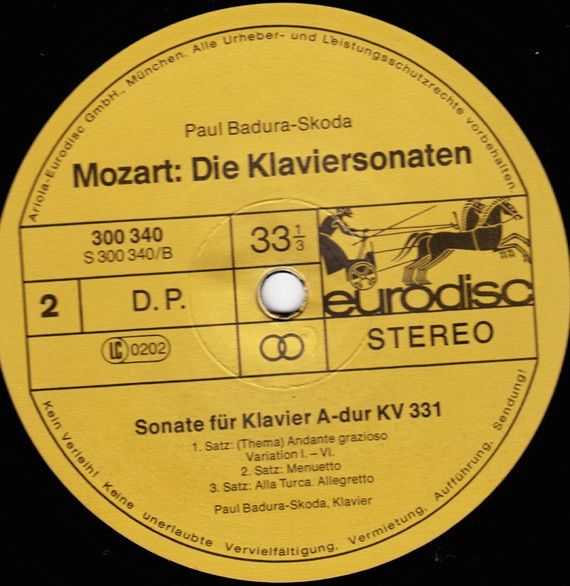 Ariola-Eurodisc GmbH., München. Alle Urheber- und Leistungsschutzrechte vorbehalten.
Paul Badura-Skoda
Mozart: Die Klaviersonaten
300 340
S 300 340/B
33 1/3
2
D.P.
eurodisc
LC 0202
STEREO
Sonate für Klavier A-dur KV 331
1. Satz: (Thema) Andante grazioso
Variation I. – VI.
2. Satz: Menuetto
3. Satz: Alla Turca. Allegretto
Paul Badura-Skoda, Klavier
Kein Verleih! Keine unerlaubte Vervielfältigung, Vermietung, Aufführung, Sendung!